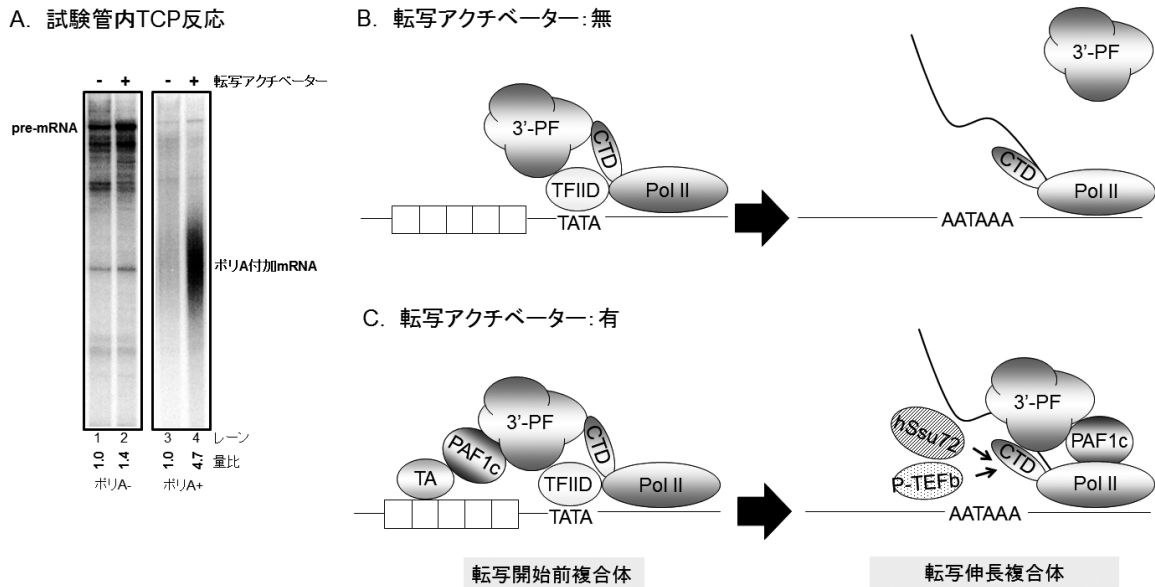 A. 試験管内TCP反応
- + - + 転写アクチベーター
pre-mRNA
ポリA付加mRNA
1 2 3 4 レーン
1.0 1.4 1.0 4.7 量比
ポリA- ポリA+
B. 転写アクチベーター:無
3'-PF
CTD
TFIID
Pol II
TATA
3'-PF
CTD
Pol II
AATAAA
C. 転写アクチベーター:有
3'-PF
PAF1c
CTD
TA
TFIID
Pol II
TATA
3'-PF
hSsu72
PAF1c
CTD
P-TEFb
Pol II
AATAAA
転写開始前複合体
転写伸長複合体